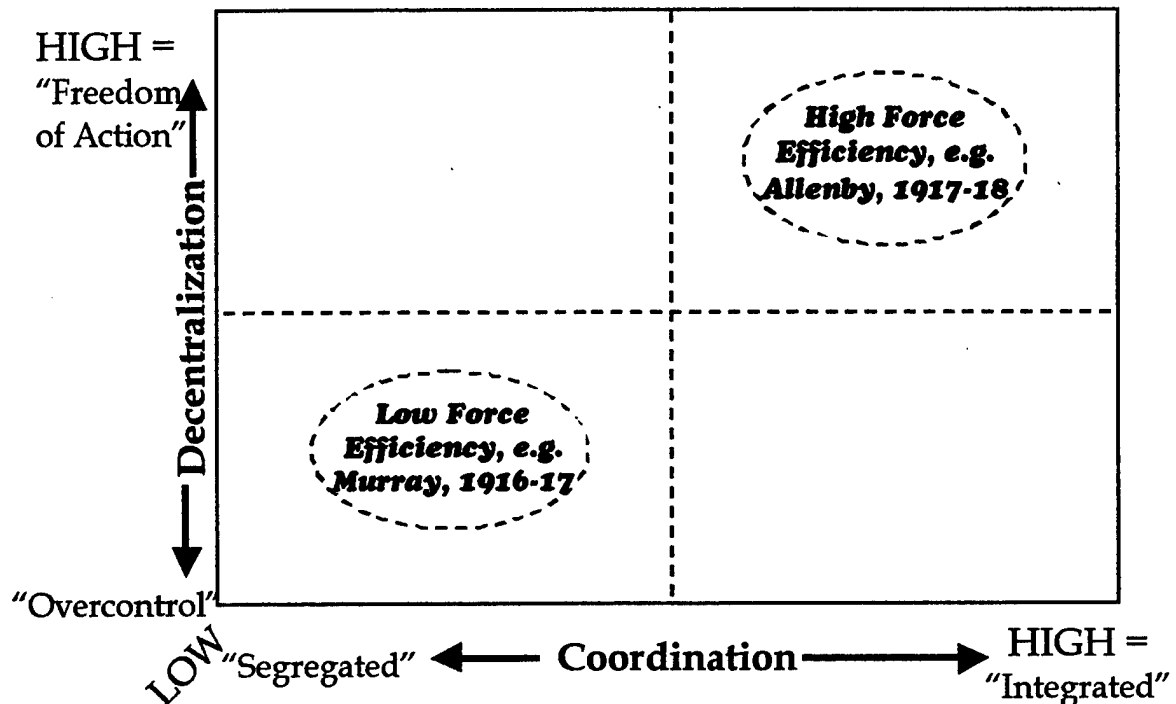 HIGH =
"Freedom
of Action"
Decentralization
"Overcontrol"
High Force
Efficiency, e.g.
Allenby, 1917-18
Low Force
Efficiency, e.g.
Murray, 1916-17
LOW
"Segregated"
Coordination
HIGH =
"Integrated"